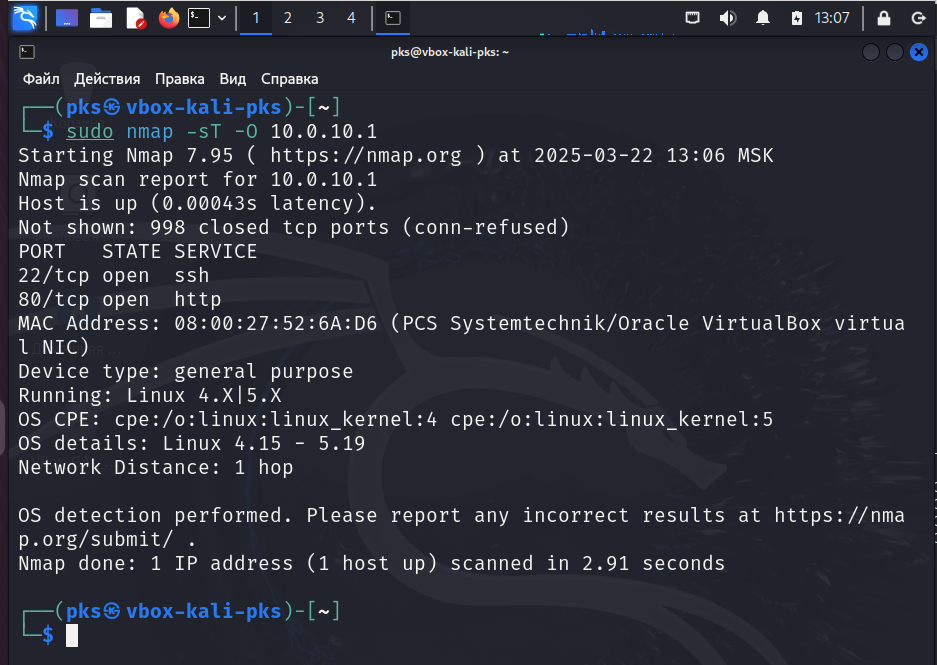 1 2 3 4 13:07
pks@vbox-kali-pks: ~
Файл Действия Правка Вид Справка
┌──(pks㉿vbox-kali-pks)-[~]
└─$ sudo nmap -sT -O 10.0.10.1
Starting Nmap 7.95 ( https://nmap.org ) at 2025-03-22 13:06 MSK
Nmap scan report for 10.0.10.1
Host is up (0.00043s latency).
Not shown: 998 closed tcp ports (conn-refused)
PORT   STATE SERVICE
22/tcp open  ssh
80/tcp open  http
MAC Address: 08:00:27:52:6A:D6 (PCS Systemtechnik/Oracle VirtualBox virtua
l NIC)
Device type: general purpose
Running: Linux 4.X|5.X
OS CPE: cpe:/o:linux:linux_kernel:4 cpe:/o:linux:linux_kernel:5
OS details: Linux 4.15 - 5.19
Network Distance: 1 hop
OS detection performed. Please report any incorrect results at https://nma
p.org/submit/ .
Nmap done: 1 IP address (1 host up) scanned in 2.91 seconds
┌──(pks㉿vbox-kali-pks)-[~]
└─$